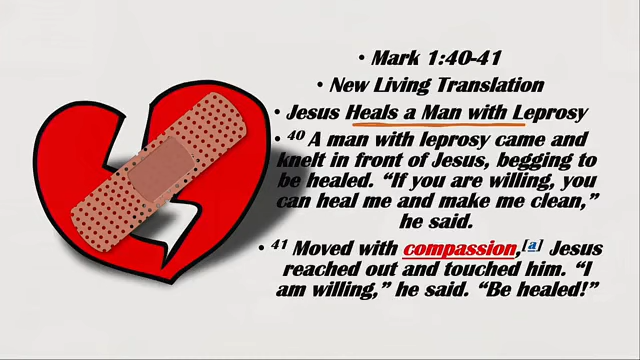 • Mark 1:40-41
• New Living Translation
• Jesus Heals a Man with Leprosy
• 40 A man with leprosy came and
knelt in front of Jesus, begging to
be healed. “If you are willing, you
can heal me and make me clean,”
he said.
• 41 Moved with compassion,[a] Jesus
reached out and touched him. “I
am willing,” he said. “Be healed!”